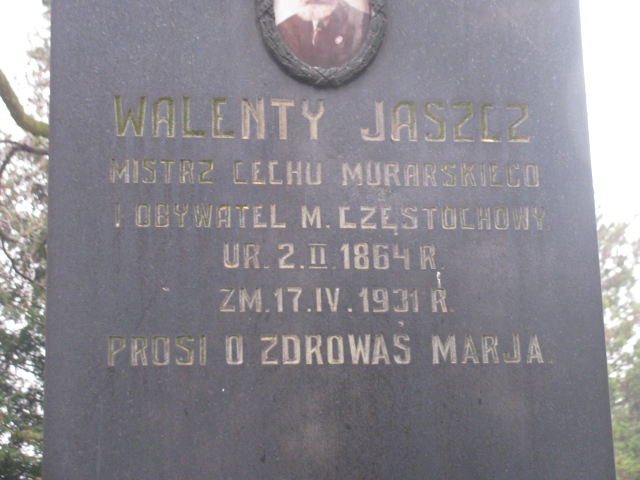 WALENTY JASZCZ
MISTRZ CECHU MURARSKIEGO
I OBYWATEL M. CZĘSTOCHOWY
UR. 2.II.1864 R.
ZM.17.IV.1931 R.
PROSI O ZDROWAŚ MARJA.